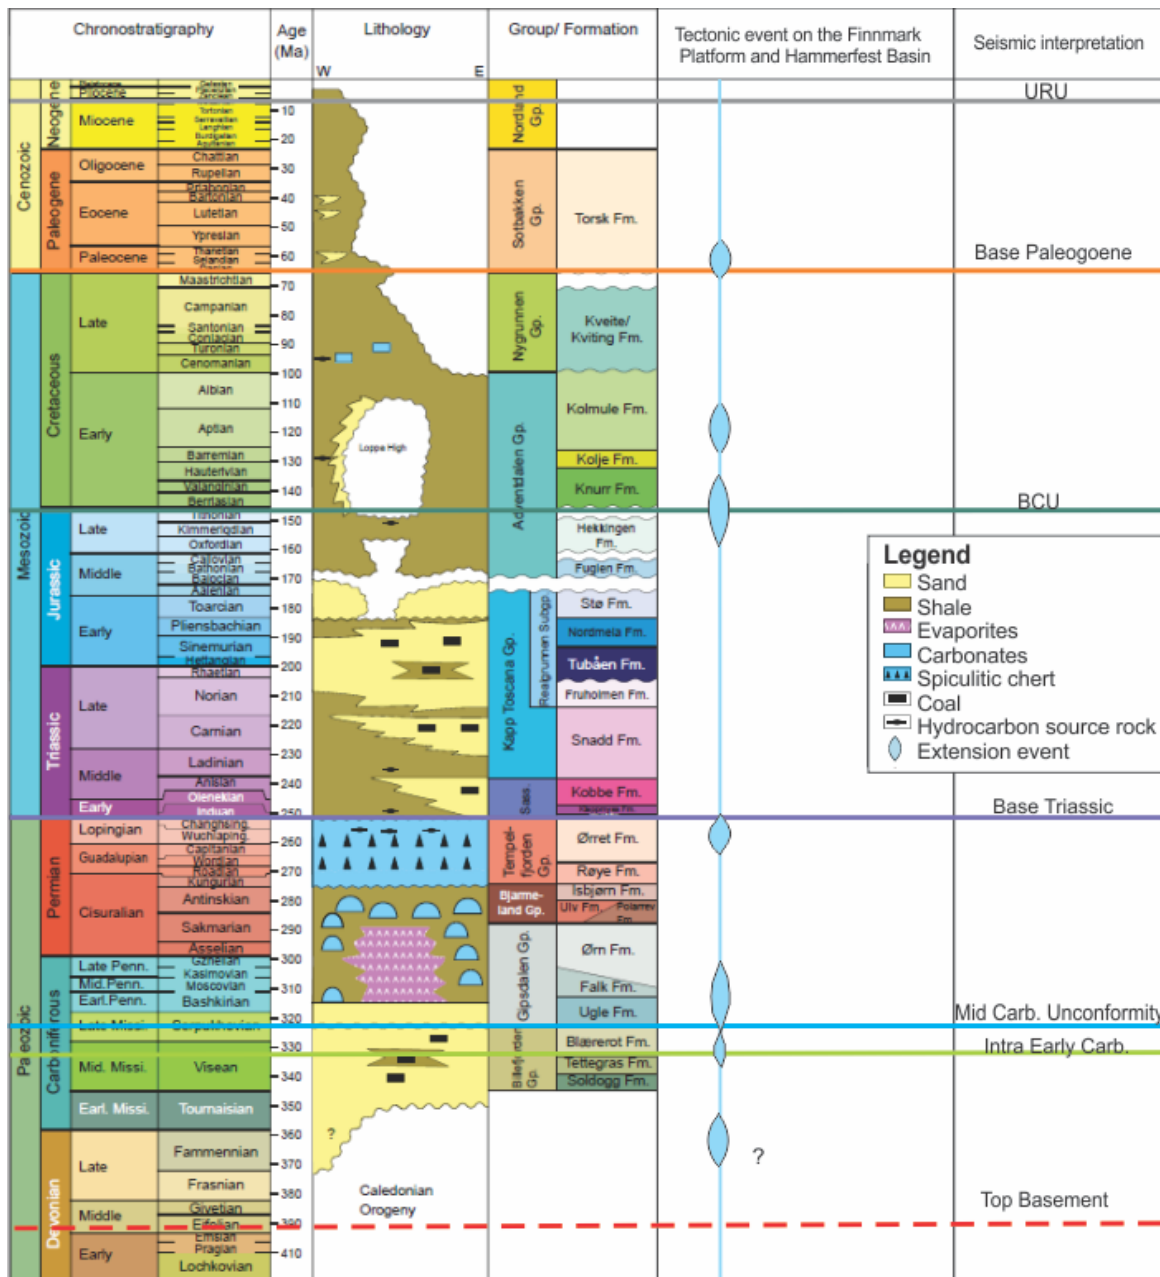 Chronostratigraphy
Age
(Ma)
Lithology
W
E
Group/ Formation
Tectonic event on the Finnmark
Platform and Hammerfest Basin
Seismic interpretation
Cenozoic
Mesozoic
Paleozoic
Neogene
Paleogene
Cretaceous
Jurassic
Triassic
Permian
Carboniferous
Devonian
Pliocene
Miocene
Oligocene
Eocene
Paleocene
Late
Early
Late
Middle
Early
Late
Middle
Early
Lopingian
Guadalupian
Cisuralian
Late Penn.
Mid.Penn.
Earl.Penn.
Late Missi.
Mid. Missi.
Earl. Missi.
Late
Middle
Early
Tortonian
Serravallian
Langhian
Burdigalian
Aquitanian
Chattian
Rupelian
Priabonian
Bartonian
Lutetian
Ypresian
Thanetian
Selandian
Maastrichtian
Campanian
Santonian
Coniacian
Turonian
Cenomanian
Albian
Aptian
Barremian
Hauterivian
Valanginian
Berriasian
Tithonian
Kimmeridian
Oxfordian
Callovian
Bathonian
Bajocian
Aalenian
Toarcian
Pliensbachian
Sinemurian
Hettangian
Rhaetian
Norian
Carnian
Ladinian
Anisian
Olenekian
Induan
Changhsing.
Wuchiaping.
Capitanian
Wordian
Roadian
Kungurian
Antinskian
Sakmarian
Asselian
Gzhelian
Kasimovian
Moscovian
Bashkirian
Serpukhovian
Visean
Tournaisian
Fammennian
Frasnian
Givetian
Eifelian
Emsian
Pragian
Lochkovian
10
20
30
40
50
60
70
80
90
100
110
120
130
140
150
160
170
180
190
200
210
220
230
240
250
260
270
280
290
300
310
320
330
340
350
360
370
380
390
410
Loppa High
?
Caledonian
Orogeny
Nordland
Gp.
Sotbakken
Gp.
Nygrunnen
Gp.
Adventdalen Gp.
Kapp Toscana Gp.
Realgrunnen Subgp
Sass.
Tempel-
fjorden
Gp.
Bjarme-
land Gp.
Gipsdalen Gp.
Billefjorden
Gp.
Torsk Fm.
Kveite/
Kviting Fm.
Kolmule Fm.
Kolje Fm.
Knurr Fm.
Hekkingen
Fm.
Fuglen Fm.
Stø Fm.
Nordmela Fm.
Tubåen Fm.
Fruholmen Fm.
Snadd Fm.
Kobbe Fm.
Ørret Fm.
Røye Fm.
Isbjørn Fm.
Ulv Fm.
Polarrev
Fm.
Ørn Fm.
Falk Fm.
Ugle Fm.
Blærerot Fm.
Tettegras Fm.
Soldogg Fm.
?
URU
Base Paleogoene
BCU
Base Triassic
Mid Carb. Unconformity
Intra Early Carb.
Top Basement
Legend
Sand
Shale
Evaporites
Carbonates
Spiculitic chert
Coal
Hydrocarbon source rock
Extension event